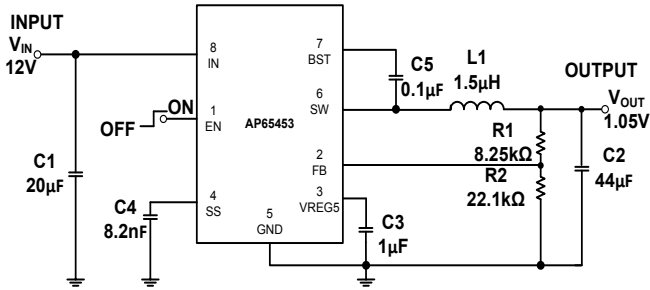 INPUT
V_IN
12V
8
IN
1
EN
ON
OFF
C1
20μF
4
SS
C4
8.2nF
AP65453
5
GND
7
BST
6
SW
2
FB
3
VREG5
C5
0.1μF
L1
1.5μH
OUTPUT
V_OUT
1.05V
R1
8.25kΩ
R2
22.1kΩ
C2
44μF
C3
1μF